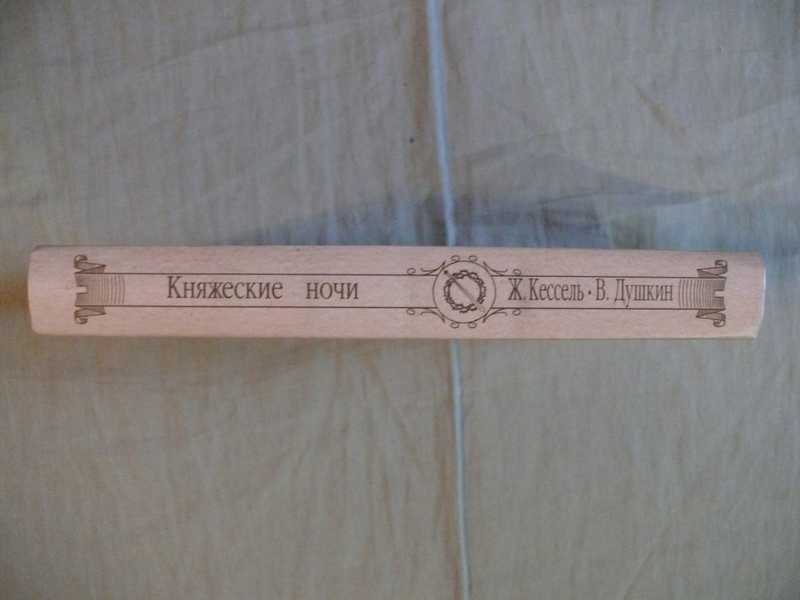 Княжеские ночи
Ж. Кессель · В. Душкин